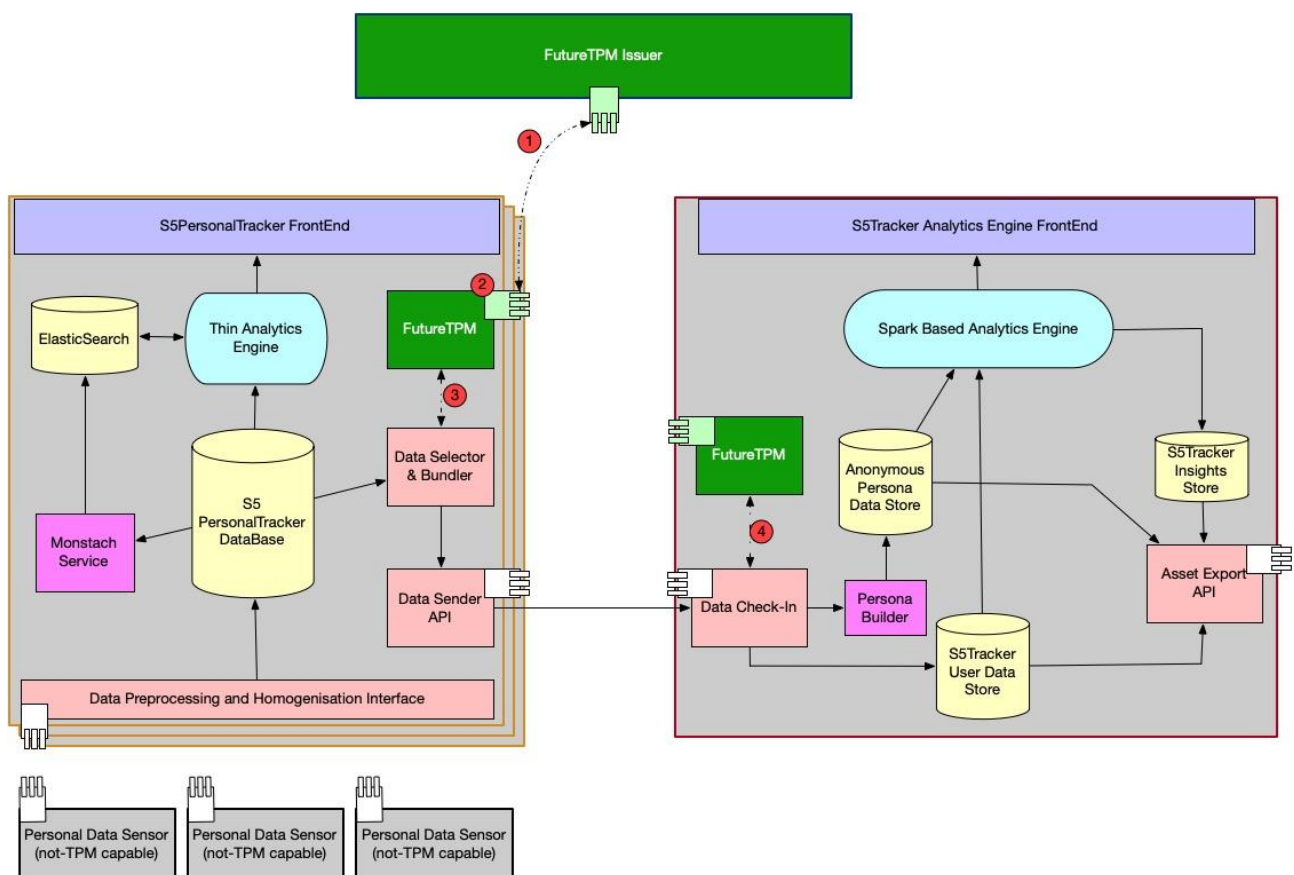 FutureTPM Issuer
1
S5PersonalTracker FrontEnd
2
FutureTPM
ElasticSearch
Thin Analytics
Engine
3
Data Selector
& Bundler
S5
PersonalTracker
DataBase
Monstach
Service
Data Sender
API
Data Preprocessing and Homogenisation Interface
Personal Data Sensor
(not-TPM capable)
Personal Data Sensor
(not-TPM capable)
Personal Data Sensor
(not-TPM capable)
S5Tracker Analytics Engine FrontEnd
Spark Based Analytics Engine
FutureTPM
Anonymous
Persona
Data Store
S5Tracker
Insights
Store
4
Data Check-In
Persona
Builder
Asset Export
API
S5Tracker
User Data
Store